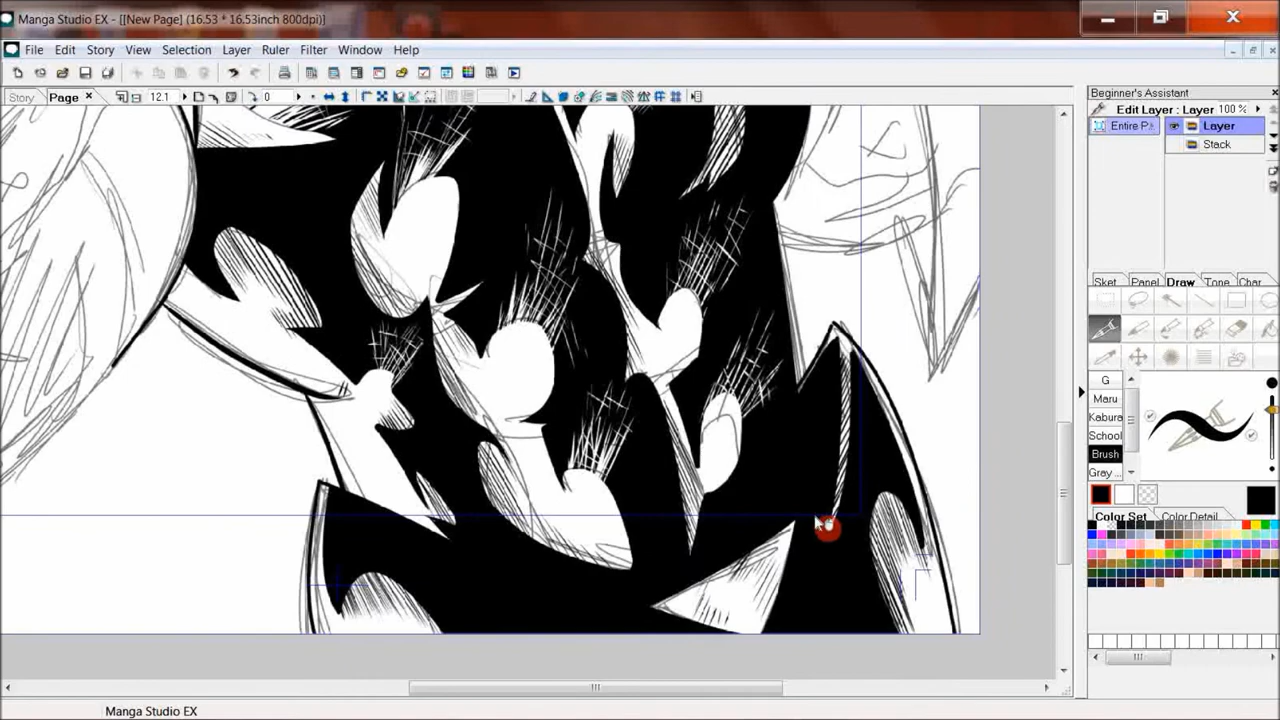 Manga Studio EX - [[New Page] (16.53 * 16.53inch 800dpi)]
File Edit Story View Selection Layer Ruler Filter Window Help
Story Page 12.1 0
Beginner's Assistant
Edit Layer : Layer 100 %
Entire P... Layer
Stack
Sket Panel Draw Tone Char
G
Maru
Kabura
School
Brush
Gray ...
Color Set Color Detail
Manga Studio EX